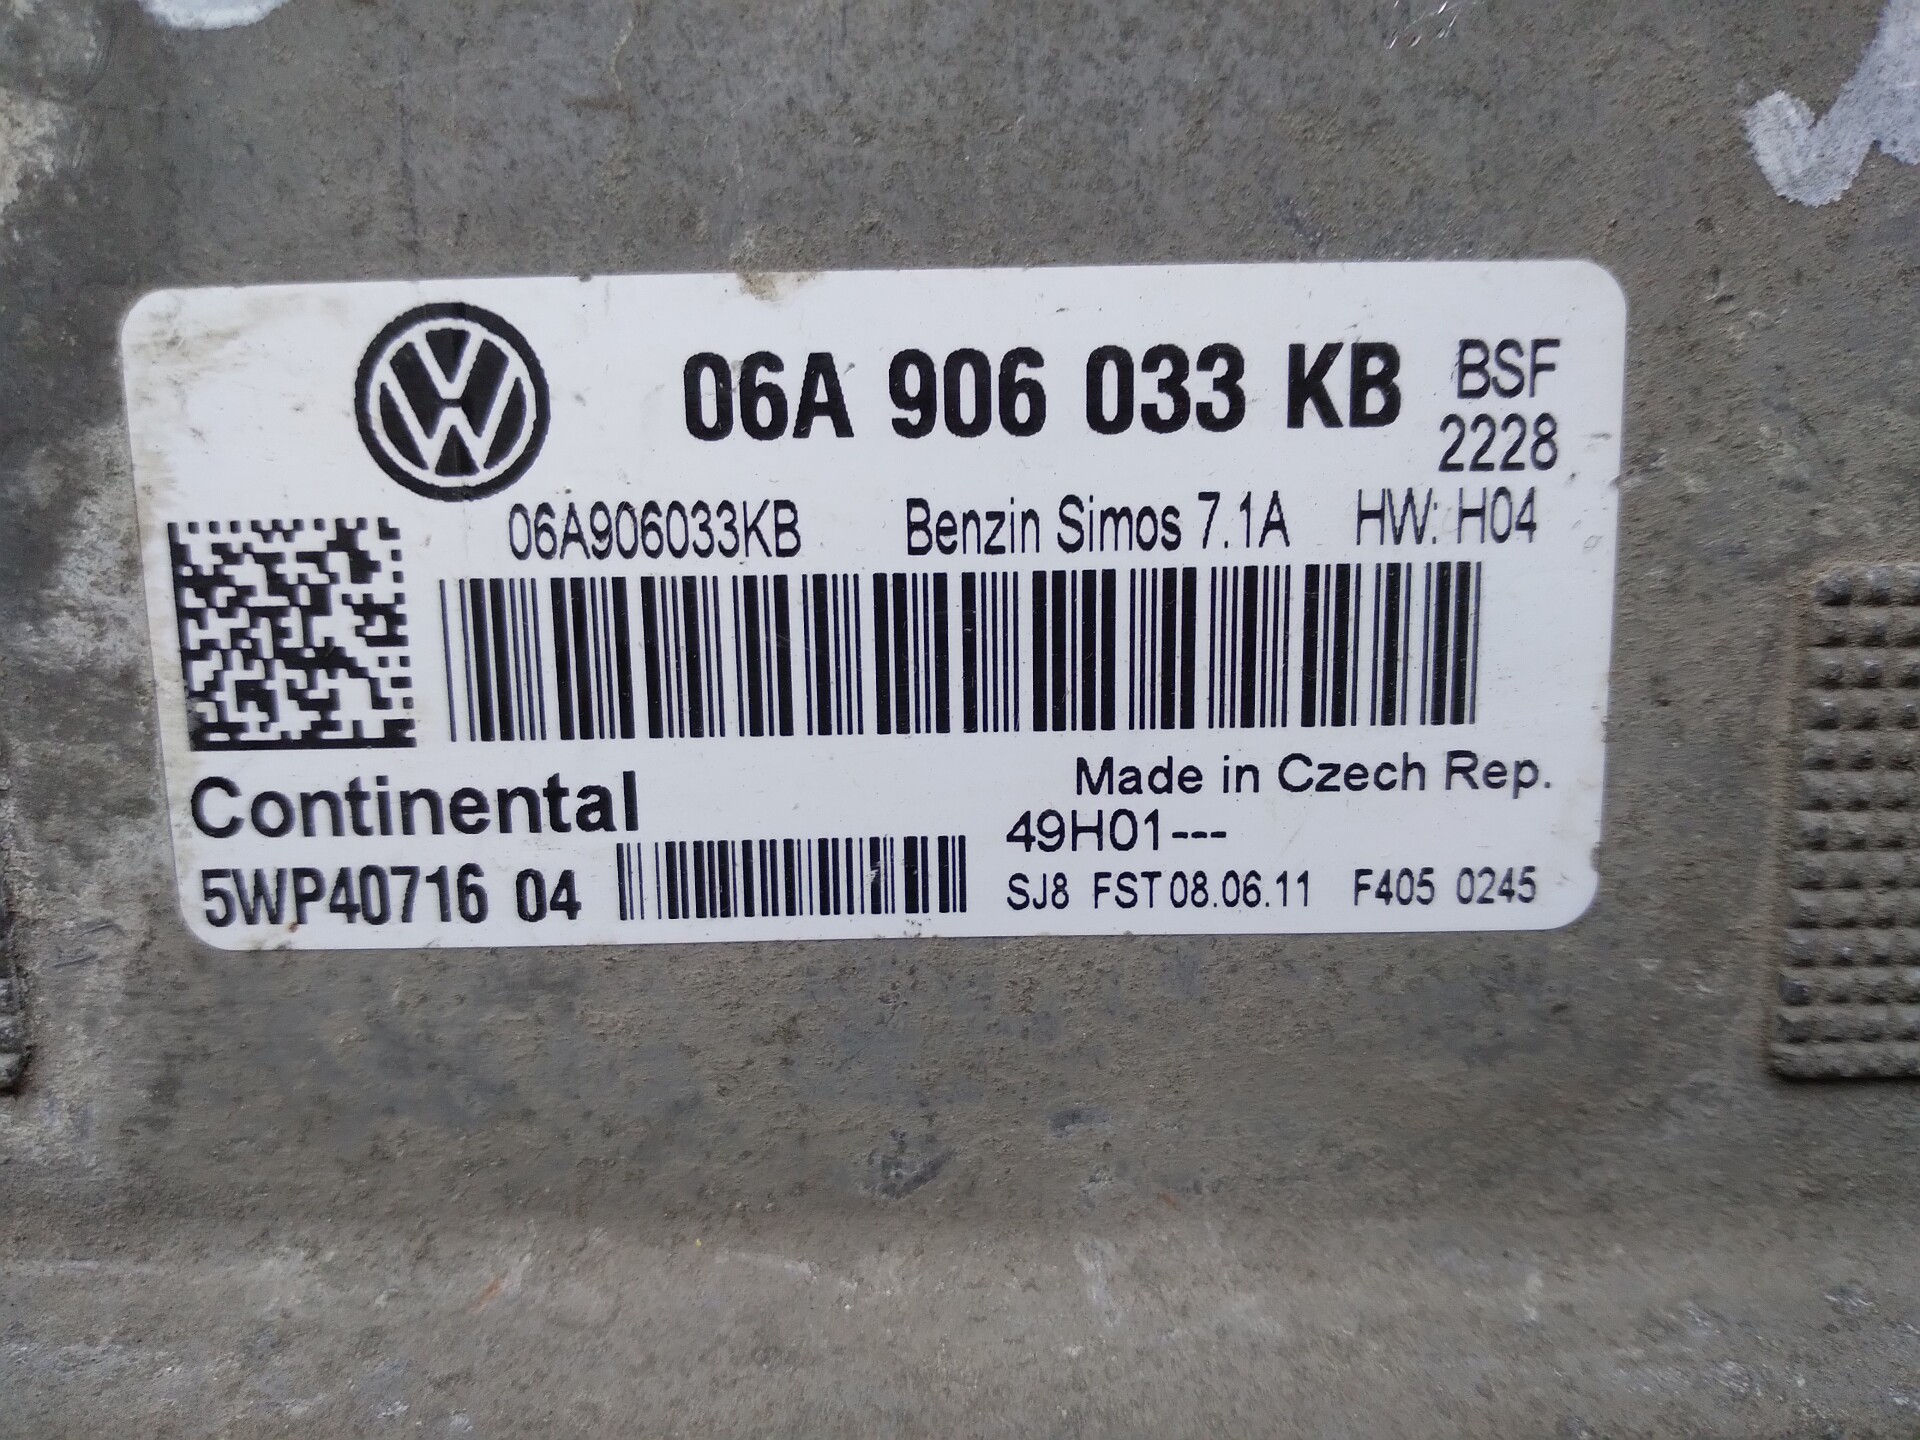 06A 906 033 KB BSF
2228
06A906033KB Benzin Simos 7.1A HW: H04
Made in Czech Rep.
Continental
49H01---
5WP40716 04 SJ8 FST 08.06.11 F405 0245